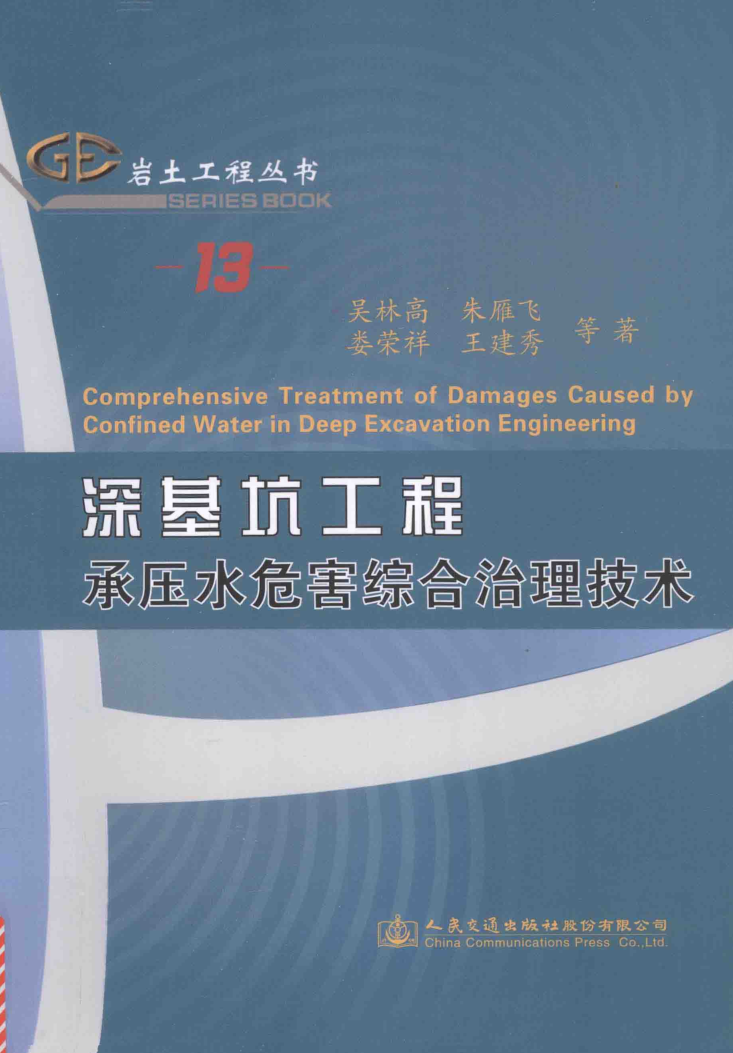 GE 岩土工程丛书
SERIES BOOK
-13-
吴林高 朱雁飞
娄荣祥 王建秀 等著
Comprehensive Treatment of Damages Caused by
Confined Water in Deep Excavation Engineering
深基坑工程
承压水危害综合治理技术
人民交通出版社股份有限公司
China Communications Press Co.,Ltd.